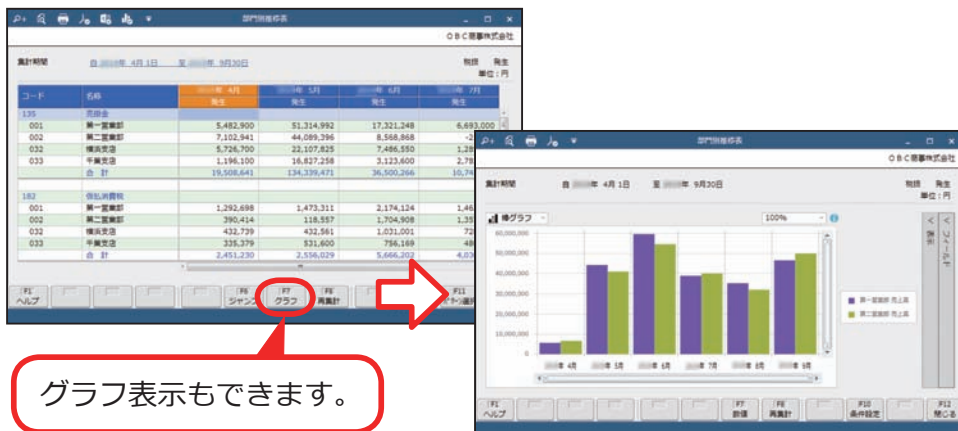 部門別推移表
OBC商事株式会社
集計期間 自 年 4月 1日 至 年 9月30日 税抜 発生
単位：円
コード 名称 年 4月 年 5月 年 6月 年 7月
発生 発生 発生 発生
135 売掛金
001 第一営業部 5,482,900 51,314,992 17,321,248 6,693,000
002 第二営業部 7,102,941 44,089,396 8,568,868
032 横浜支店 5,726,700 22,107,825 7,486,550
033 千葉支店 1,196,100 16,827,258 3,123,600
合 計 19,508,641 134,339,471 36,500,266
182 仮払消費税
001 第一営業部 1,292,698 1,473,311 2,174,124
002 第二営業部 390,414 118,557 1,704,908
032 横浜支店 432,739 432,561 1,031,001
033 千葉支店 335,379 531,600 756,169
合 計 2,451,230 2,556,029 5,666,202
F1 F6 F7 F8 F11
ヘルプ ジャンプ グラフ 再集計
グラフ表示もできます。
部門別推移表
OBC商事株式会社
集計期間 自 年 4月 1日 至 年 9月30日 税抜 発生
単位：円
棒グラフ 100%
表示 フィールド
60,000,000
50,000,000
40,000,000
30,000,000
20,000,000
10,000,000
0
年 4月 年 5月 年 6月 年 7月 年 8月 年 9月
第一営業部 売上高
第二営業部 売上高
F1 F7 F8 F10 F12
ヘルプ 数値 再集計 条件設定 閉じる